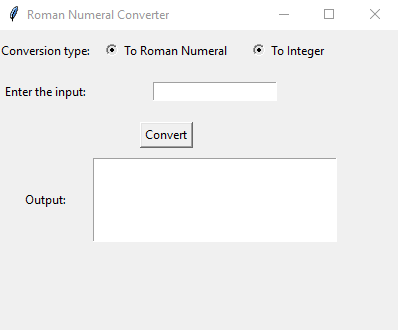 Roman Numeral Converter
Conversion type: To Roman Numeral To Integer
Enter the input:
Convert
Output: